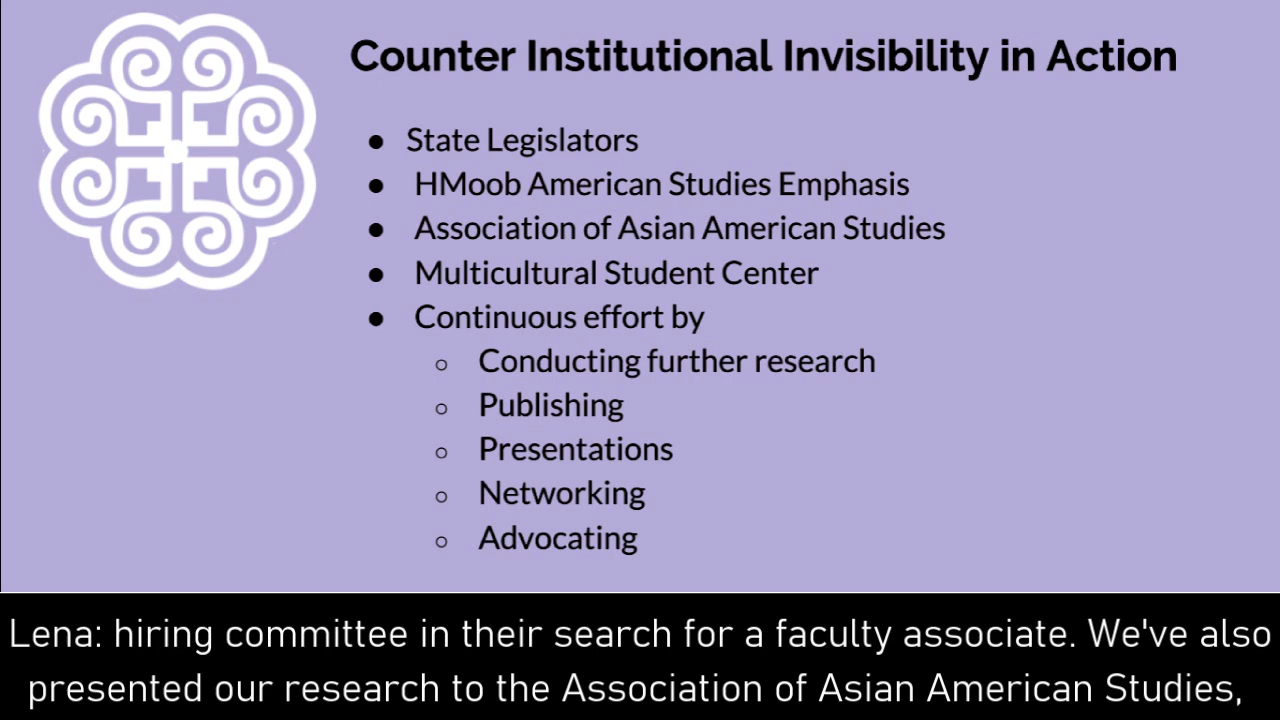 Counter Institutional Invisibility in Action
● State Legislators
● HMoob American Studies Emphasis
● Association of Asian American Studies
● Multicultural Student Center
● Continuous effort by
○ Conducting further research
○ Publishing
○ Presentations
○ Networking
○ Advocating
Lena: hiring committee in their search for a faculty associate. We've also
presented our research to the Association of Asian American Studies,